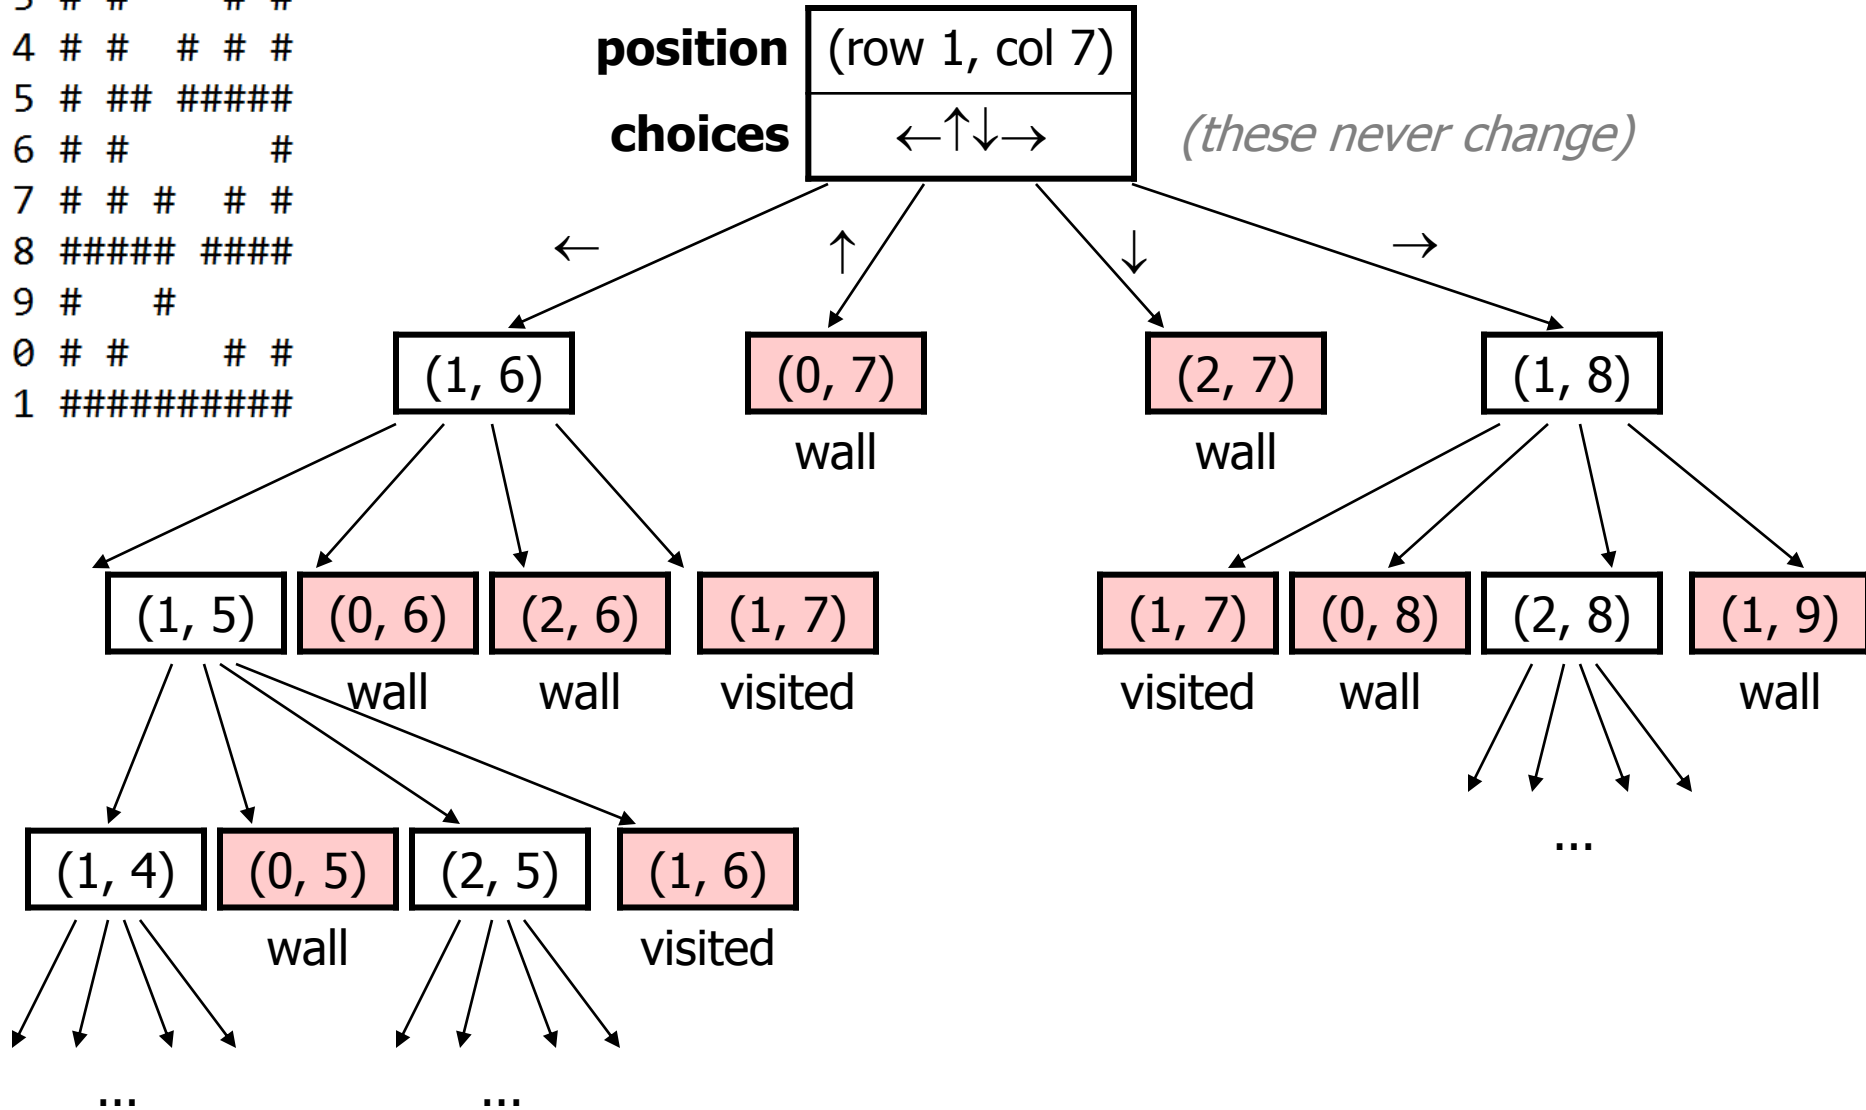 3 # #    # #
4 # #  # # #
5 # ## #####
6 # #      #
7 # # #  # #
8 ##### ####
9 #   #
0 # #    # #
1 ##########
position (row 1, col 7)
choices ←↑↓→ (these never change)
← ↑ ↓ →
(1, 6) (0, 7) (2, 7) (1, 8)
wall wall
(1, 5) (0, 6) (2, 6) (1, 7) (1, 7) (0, 8) (2, 8) (1, 9)
wall wall visited visited wall wall
...
(1, 4) (0, 5) (2, 5) (1, 6)
wall visited
... ...